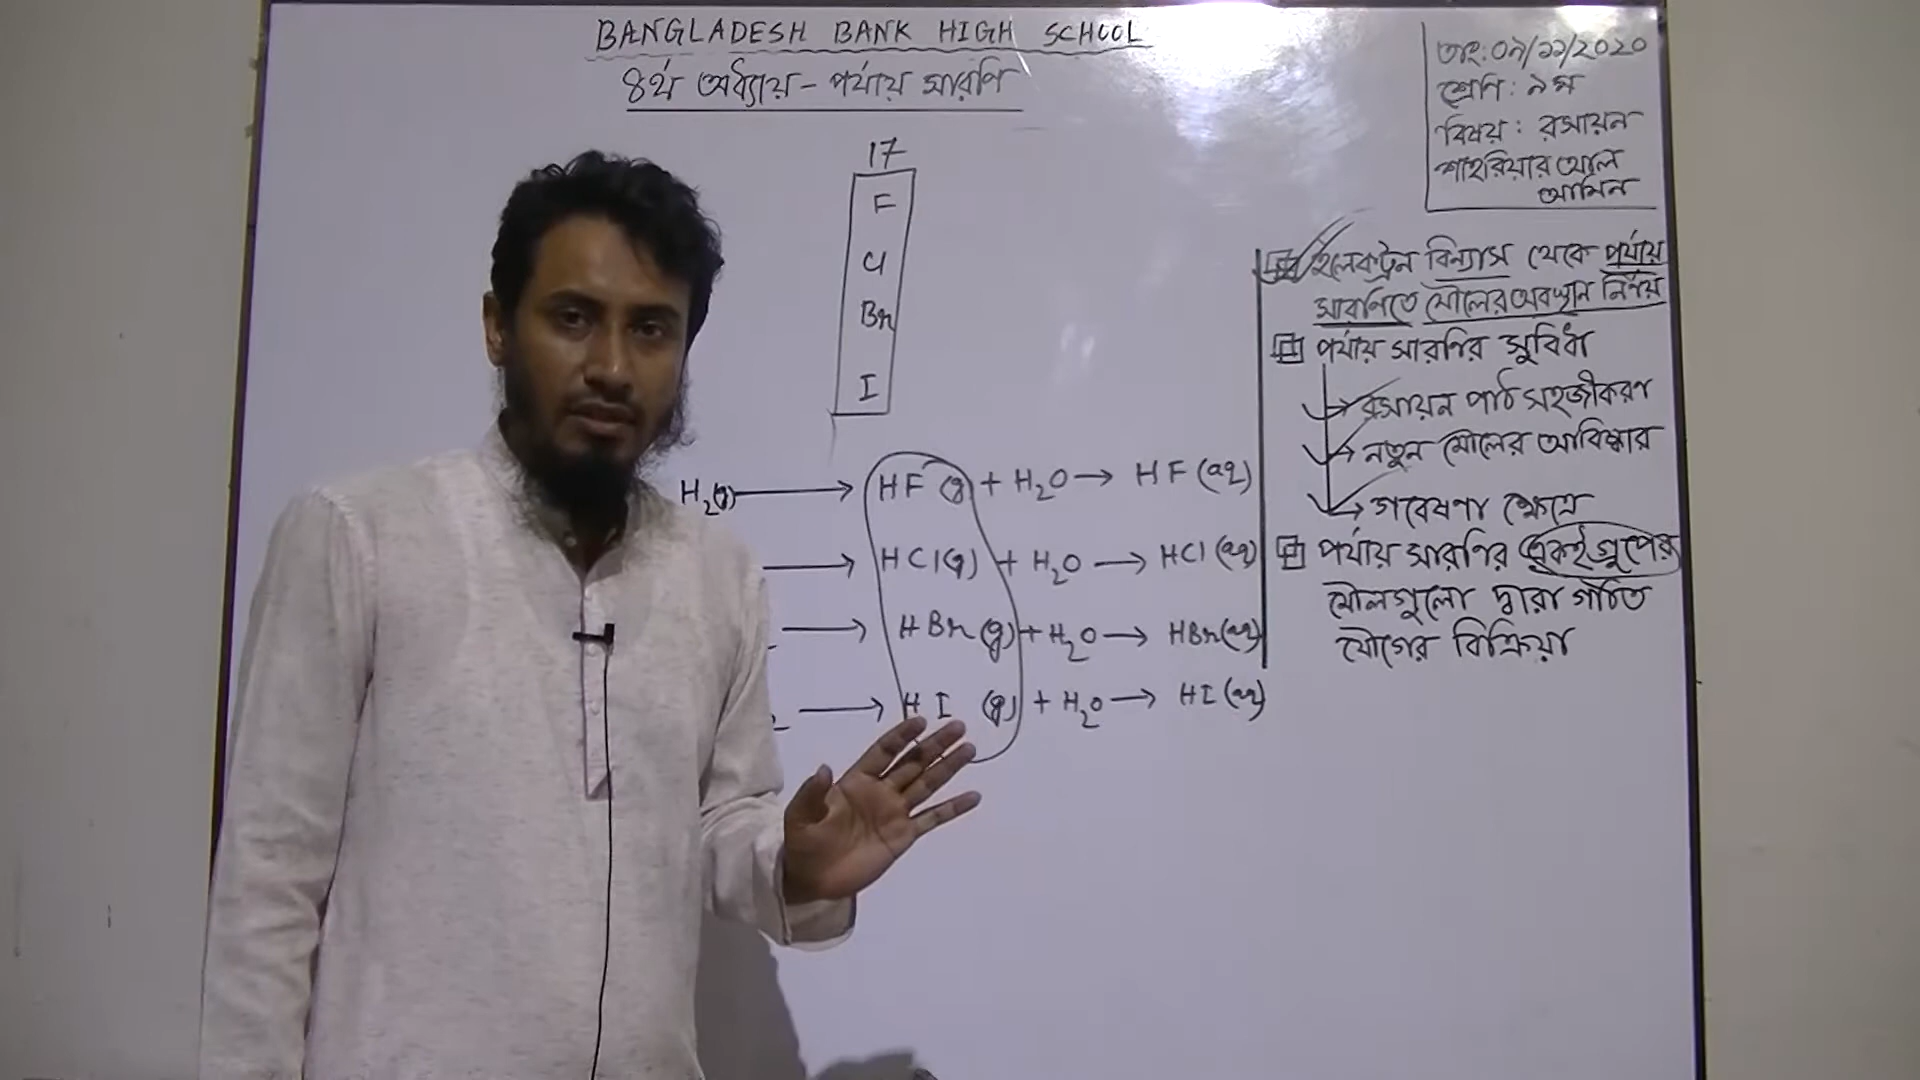 BANGLADESH BANK HIGH SCHOOL
৪র্থ অধ্যায় - পর্যায় সারণি
তাং: ০৯/১১/২০২০
শ্রেণি: ৯ম
বিষয়: রসায়ন
শাহরিয়ার আল
আমিন
17
F
Cl
Br
I
H₂(g) → HF (g) + H₂O → HF (aq)
→ HCl(g) + H₂O → HCl (aq)
→ HBr (g) + H₂O → HBr(aq)
→ HI (g) + H₂O → HI (aq)
ইলেকট্রন বিন্যাস থেকে পর্যায়
সারণিতে মৌলের অবস্থান নির্ণয়
পর্যায় সারণির সুবিধা
→ রসায়ন পাঠ সহজীকরণ
→ নতুন মৌলের আবিষ্কার
→ গবেষণা ক্ষেত্রে
পর্যায় সারণির একই গ্রুপের
মৌলগুলো দ্বারা গঠিত
যৌগের বিক্রিয়া